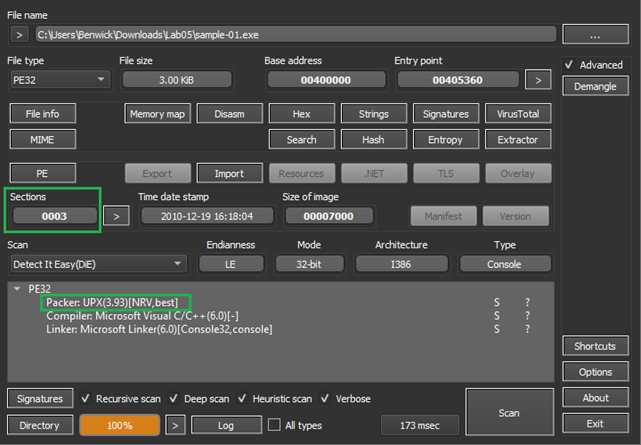 File name
> C:\Users\Benwick\Downloads\Lab05\sample-01.exe ...
File type File size Base address Entry point Advanced
PE32 3.00 KiB 00400000 00405360 > Demangle
File info Memory map Disasm Hex Strings Signatures VirusTotal
MIME Search Hash Entropy Extractor
PE Export Import Resources .NET TLS Overlay
Sections Time date stamp Size of image
0003 > 2010-12-19 16:18:04 00007000 Manifest Version
Scan Endianness Mode Architecture Type
Detect It Easy(DiE) LE 32-bit I386 Console
PE32
Packer: UPX(3.93)[NRV,best] S ?
Compiler: Microsoft Visual C/C++(6.0)[-] S ?
Linker: Microsoft Linker(6.0)[Console32,console] S ?
Shortcuts
Options
Signatures Recursive scan Deep scan Heuristic scan Verbose Scan About
Directory 100% > Log All types 173 msec Exit